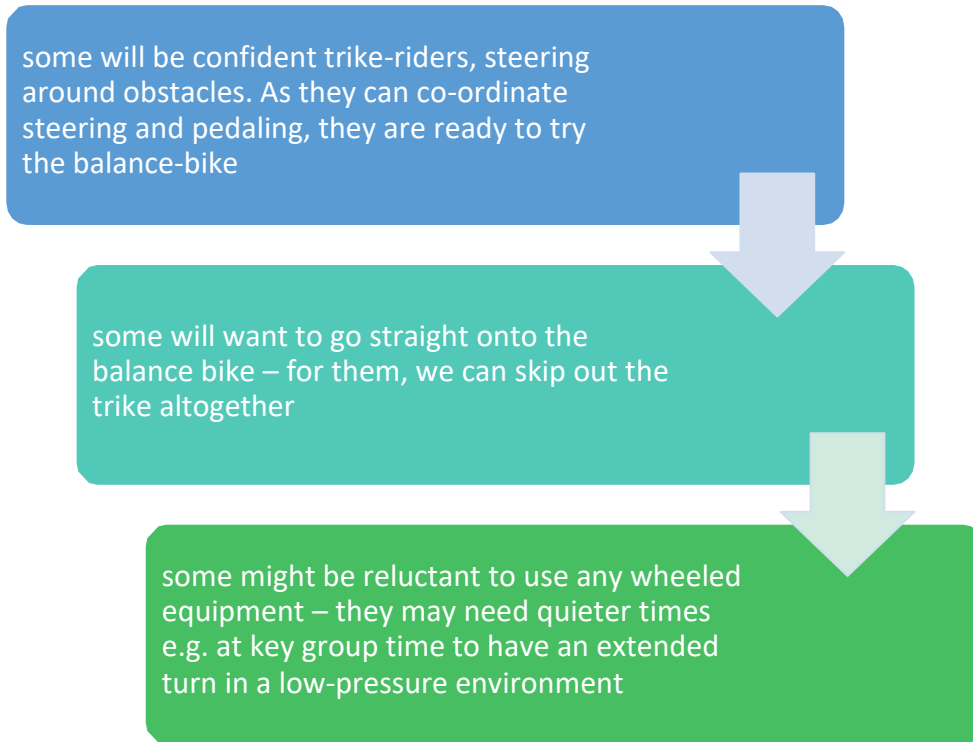 some will be confident trike-riders, steering
around obstacles. As they can co-ordinate
steering and pedaling, they are ready to try
the balance-bike
some will want to go straight onto the
balance bike – for them, we can skip out the
trike altogether
some might be reluctant to use any wheeled
equipment – they may need quieter times
e.g. at key group time to have an extended
turn in a low-pressure environment